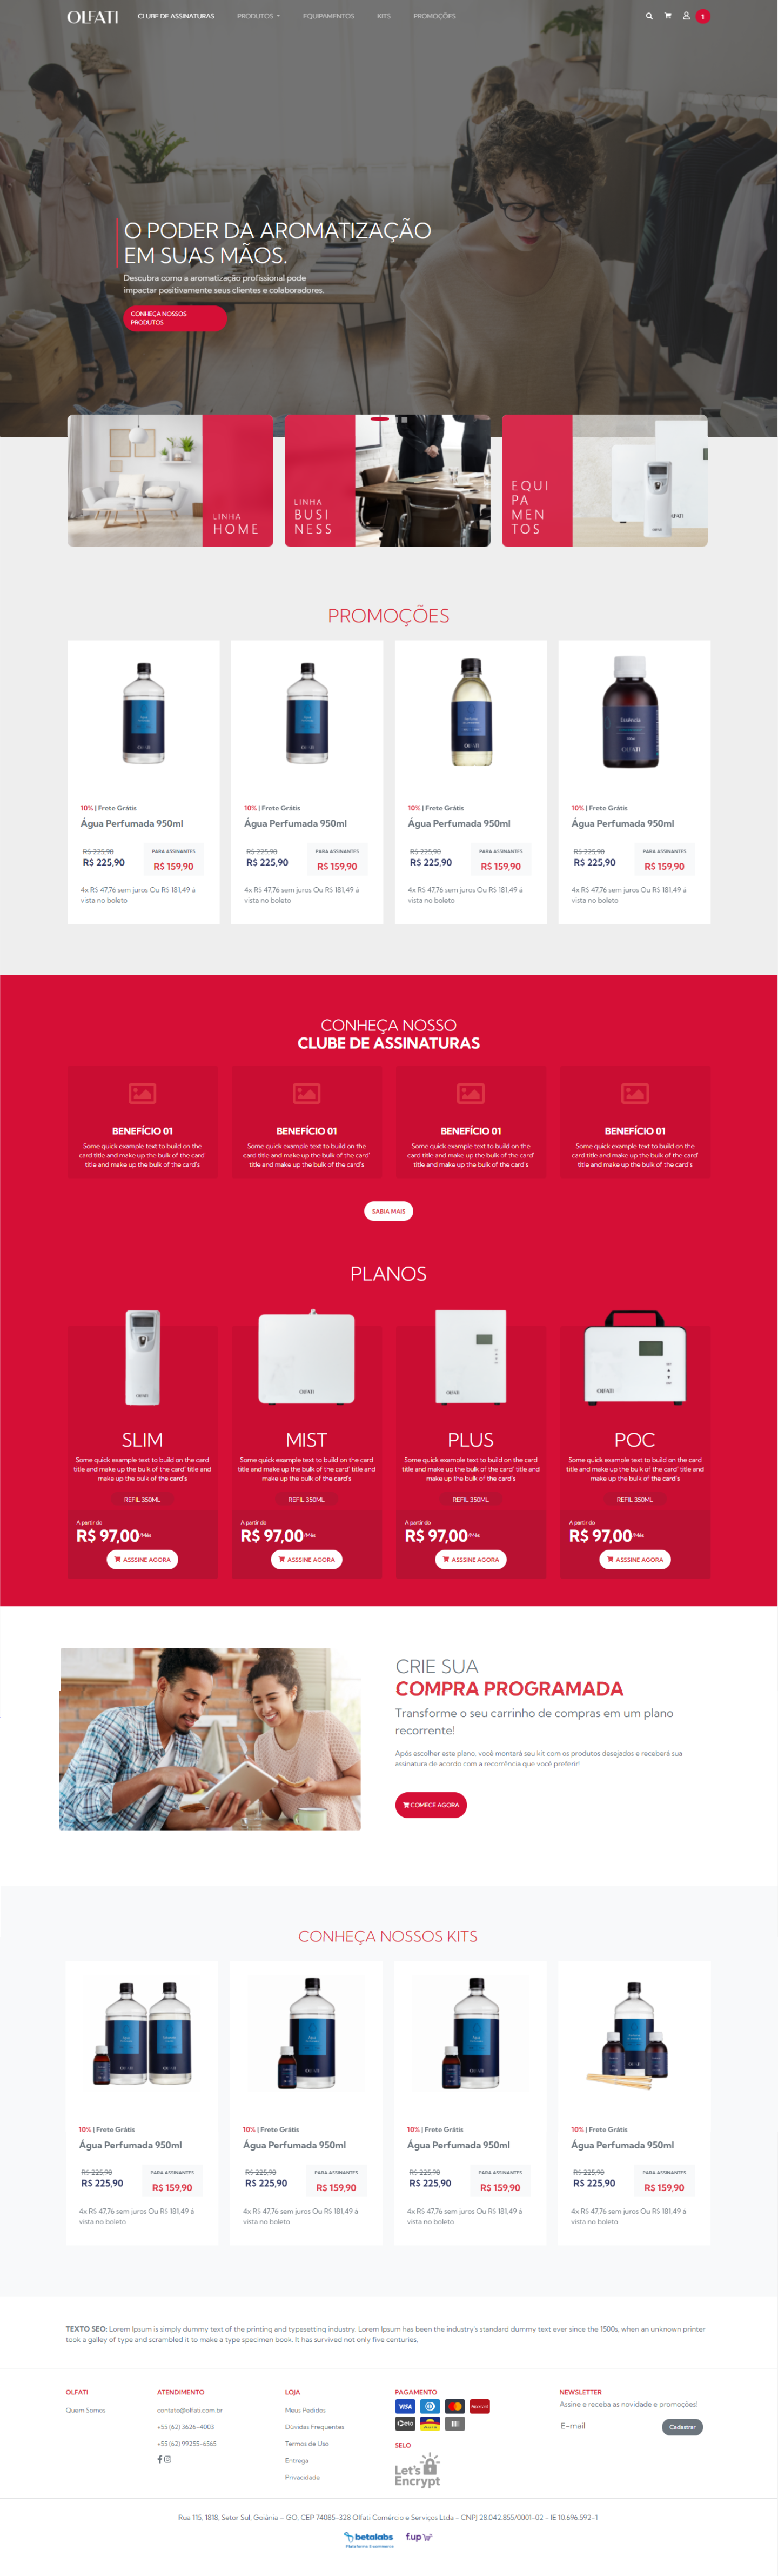 OLFATI
CLUBE DE ASSINATURAS
PRODUTOS
EQUIPAMENTOS
KITS
PROMOÇÕES
1
O PODER DA AROMATIZAÇÃO
EM SUAS MÃOS.
Descubra como a aromatização profissional pode
impactar positivamente seus clientes e colaboradores.
CONHEÇA NOSSOS
PRODUTOS
LINHA
HOME
LINHA
BUSI
NESS
EQUI
PA
MEN
TOS
PROMOÇÕES
OLFATI
OLFATI
OLFATI
Essência
OLFATI
10% | Frete Grátis
Água Perfumada 950ml
R$ 225,90
PARA ASSINANTES
R$ 225,90
R$ 159,90
4x R$ 47,76 sem juros Ou R$ 181,49 á
vista no boleto
10% | Frete Grátis
Água Perfumada 950ml
R$ 225,90
PARA ASSINANTES
R$ 225,90
R$ 159,90
4x R$ 47,76 sem juros Ou R$ 181,49 á
vista no boleto
10% | Frete Grátis
Água Perfumada 950ml
R$ 225,90
PARA ASSINANTES
R$ 225,90
R$ 159,90
4x R$ 47,76 sem juros Ou R$ 181,49 á
vista no boleto
10% | Frete Grátis
Água Perfumada 950ml
R$ 225,90
PARA ASSINANTES
R$ 225,90
R$ 159,90
4x R$ 47,76 sem juros Ou R$ 181,49 á
vista no boleto
CONHEÇA NOSSO
CLUBE DE ASSINATURAS
BENEFÍCIO 01
Some quick example text to build on the
card title and make up the bulk of the card'
title and make up the bulk of the card's
BENEFÍCIO 01
Some quick example text to build on the
card title and make up the bulk of the card'
title and make up the bulk of the card's
BENEFÍCIO 01
Some quick example text to build on the
card title and make up the bulk of the card'
title and make up the bulk of the card's
BENEFÍCIO 01
Some quick example text to build on the
card title and make up the bulk of the card'
title and make up the bulk of the card's
SABIA MAIS
PLANOS
OLFATI
OLFATI
OLFATI
SLIM
Some quick example text to build on the card
title and make up the bulk of the card' title and
make up the bulk of the card's
REFIL 350ML
A partir do
R$ 97,00/Mês
ASSSINE AGORA
MIST
Some quick example text to build on the card
title and make up the bulk of the card' title and
make up the bulk of the card's
REFIL 350ML
A partir do
R$ 97,00/Mês
ASSSINE AGORA
PLUS
Some quick example text to build on the card
title and make up the bulk of the card' title and
make up the bulk of the card's
REFIL 350ML
A partir do
R$ 97,00/Mês
ASSSINE AGORA
POC
Some quick example text to build on the card
title and make up the bulk of the card' title and
make up the bulk of the card's
REFIL 350ML
A partir do
R$ 97,00/Mês
ASSSINE AGORA
CRIE SUA
COMPRA PROGRAMADA
Transforme o seu carrinho de compras em um plano
recorrente!
Após escolher este plano, você montará seu kit com os produtos desejados e receberá sua
assinatura de acordo com a recorrência que você preferir!
COMECE AGORA
CONHEÇA NOSSOS KITS
10% | Frete Grátis
Água Perfumada 950ml
R$ 225,90
PARA ASSINANTES
R$ 225,90
R$ 159,90
4x R$ 47,76 sem juros Ou R$ 181,49 á
vista no boleto
10% | Frete Grátis
Água Perfumada 950ml
R$ 225,90
PARA ASSINANTES
R$ 225,90
R$ 159,90
4x R$ 47,76 sem juros Ou R$ 181,49 á
vista no boleto
10% | Frete Grátis
Água Perfumada 950ml
R$ 225,90
PARA ASSINANTES
R$ 225,90
R$ 159,90
4x R$ 47,76 sem juros Ou R$ 181,49 á
vista no boleto
10% | Frete Grátis
Água Perfumada 950ml
R$ 225,90
PARA ASSINANTES
R$ 225,90
R$ 159,90
4x R$ 47,76 sem juros Ou R$ 181,49 á
vista no boleto
TEXTO SEO: Lorem Ipsum is simply dummy text of the printing and typesetting industry. Lorem Ipsum has been the industry's standard dummy text ever since the 1500s, when an unknown printer
took a galley of type and scrambled it to make a type specimen book. It has survived not only five centuries,
OLFATI
Quem Somos
ATENDIMENTO
contato@olfati.com.br
+55 (62) 3626-4003
+55 (62) 99255-6565
LOJA
Meus Pedidos
Dúvidas Frequentes
Termos de Uso
Entrega
Privacidade
PAGAMENTO
VISA
Hipercard
cielo
SELO
Let's
Encrypt
NEWSLETTER
Assine e receba as novidade e promoções!
E-mail
Cadastrar
Rua 115, 1818, Setor Sul, Goiânia - GO, CEP 74085-328 Olfati Comércio e Serviços Ltda - CNPJ 28.042.855/0001-02 - IE 10.696.592-1
betalabs
Plataforma E-commerce
f.up